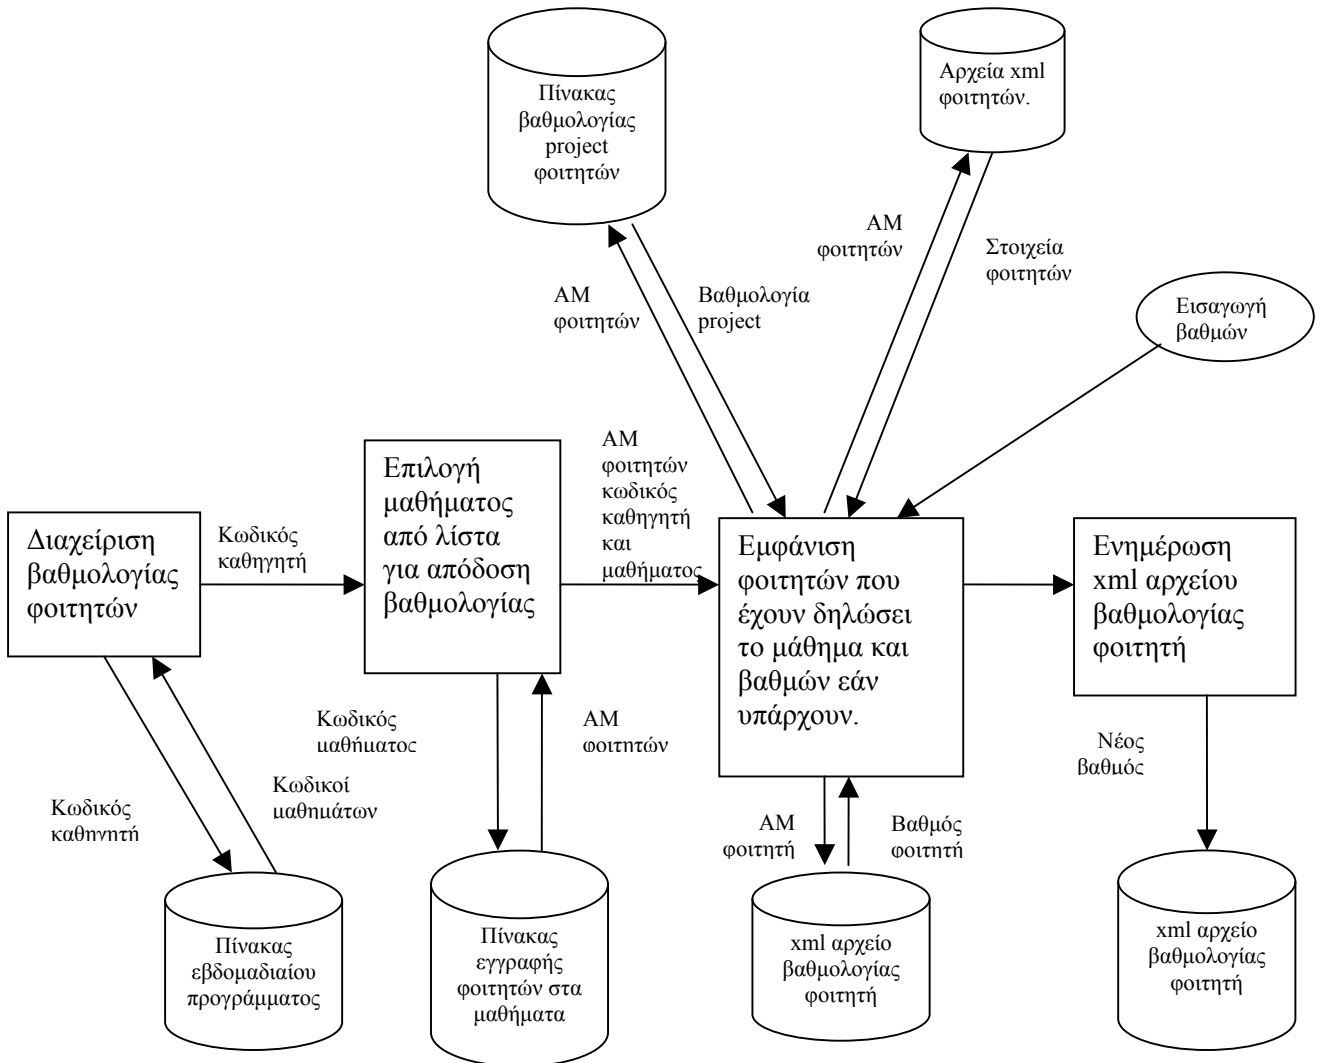 Πίνακας
βαθμολογίας
project
φοιτητών
Αρχεία xml
φοιτητών.
ΑΜ
φοιτητών
Στοιχεία
φοιτητών
ΑΜ
φοιτητών
Βαθμολογία
project
Εισαγωγή
βαθμών
Διαχείριση
βαθμολογίας
φοιτητών
Κωδικός
καθηγητή
Επιλογή
μαθήματος
από λίστα
για απόδοση
βαθμολογίας
ΑΜ
φοιτητών
κωδικός
καθηγητή
και
μαθήματος
Εμφάνιση
φοιτητών που
έχουν δηλώσει
το μάθημα και
βαθμών εάν
υπάρχουν.
Ενημέρωση
xml αρχείου
βαθμολογίας
φοιτητή
Κωδικός
καθηγητή
Κωδικοί
μαθημάτων
Κωδικός
μαθήματος
ΑΜ
φοιτητών
ΑΜ
φοιτητή
Βαθμός
φοιτητή
Νέος
βαθμός
Πίνακας
εβδομαδιαίου
προγράμματος
Πίνακας
εγγραφής
φοιτητών στα
μαθήματα
xml αρχείο
βαθμολογίας
φοιτητή
xml αρχείο
βαθμολογίας
φοιτητή